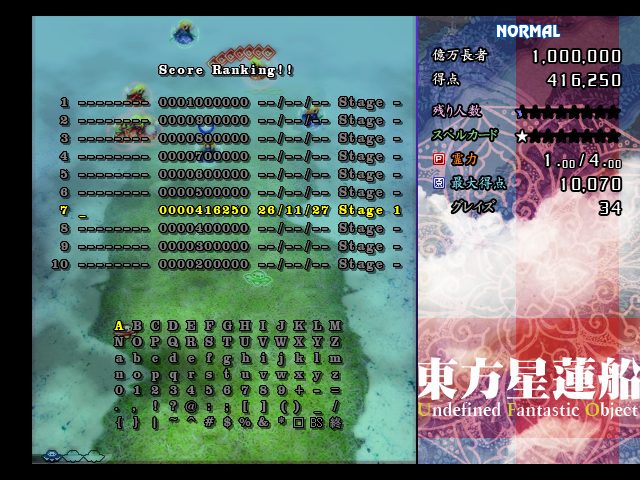 Score Ranking!!
1 -------- 0001000000 --/--/-- Stage -
2 -------- 0000900000 --/--/-- Stage -
3 -------- 0000800000 --/--/-- Stage -
4 -------- 0000700000 --/--/-- Stage -
5 -------- 0000600000 --/--/-- Stage -
6 -------- 0000500000 --/--/-- Stage -
7 _ 0000416250 26/11/27 Stage 1
8 -------- 0000400000 --/--/-- Stage -
9 -------- 0000300000 --/--/-- Stage -
10 -------- 0000200000 --/--/-- Stage -
A B C D E F G H I J K L M
N O P Q R S T U V W X Y Z
a b c d e f g h i j k l m
n o p q r s t u v w x y z
0 1 2 3 4 5 6 7 8 9 + - =
. , ! ? @ : ; [ ] ( ) _ /
{ } | ~ ^ # $ % & * □ BS 終
NORMAL
億万長者 1,000,000
得点 416,250
残り人数
スペルカード
P 霊力 1.00/4.00
点 最大得点 10,070
グレイズ 34
東方星蓮船
Undefined Fantastic Object